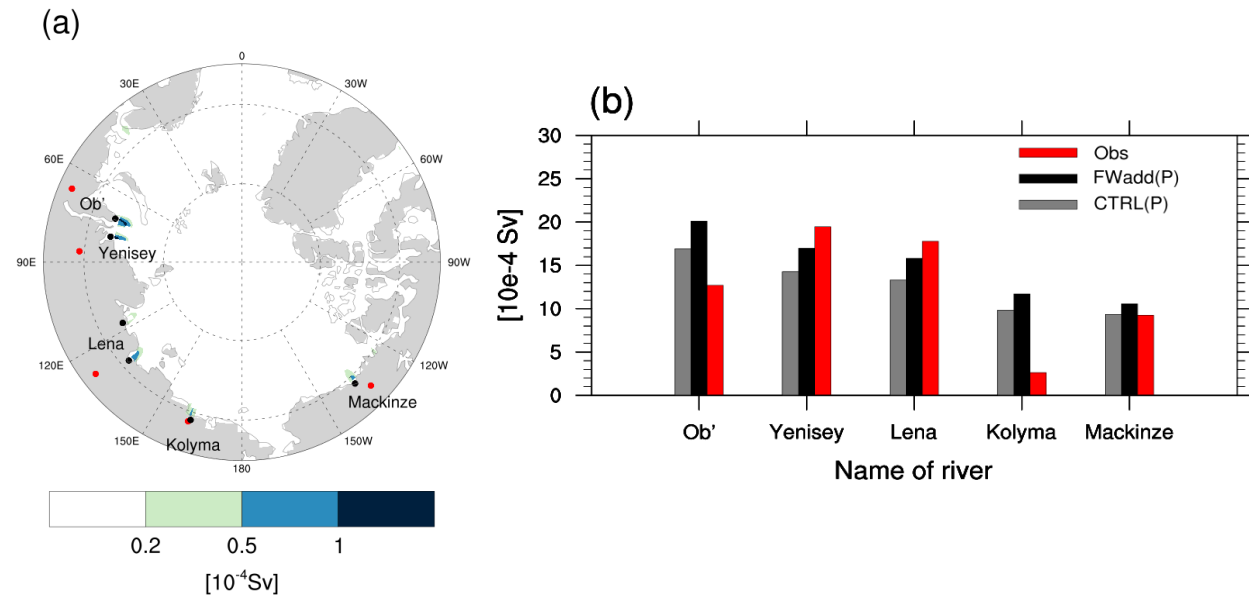 (a)
0
30E
30W
60E
60W
Ob'
Yenisey
90E
90W
Lena
120E
120W
Mackinze
Kolyma
150E
150W
180
0.2 0.5 1
[10-4Sv]
(b)
30
25
20
15
10
5
0
[10e-4 Sv]
Obs
FWadd(P)
CTRL(P)
Ob' Yenisey Lena Kolyma Mackinze
Name of river